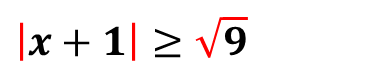 |x + 1| ≥ √9